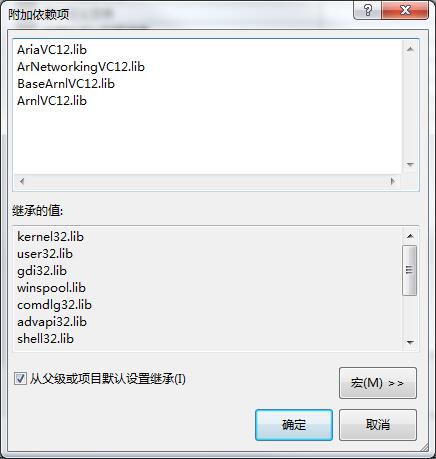 附加依赖项
AriaVC12.lib
ArNetworkingVC12.lib
BaseArnlVC12.lib
ArnlVC12.lib
继承的值:
kernel32.lib
user32.lib
gdi32.lib
winspool.lib
comdlg32.lib
advapi32.lib
shell32.lib
从父级或项目默认设置继承(I)
宏(M) >>
确定
取消